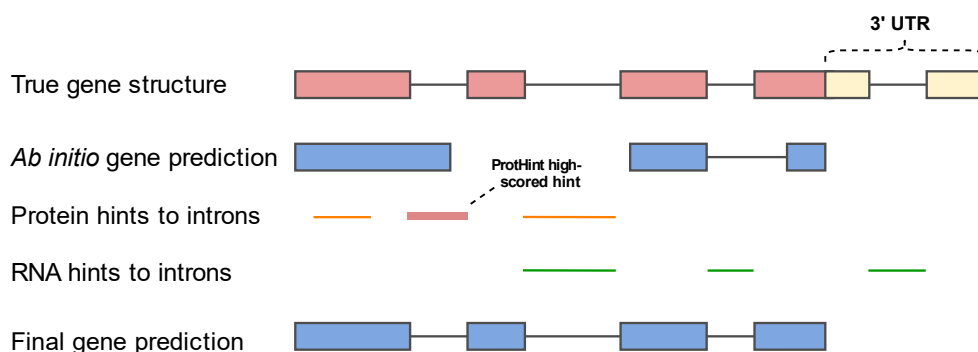 3' UTR
True gene structure
Ab initio gene prediction
ProtHint high-
scored hint
Protein hints to introns
RNA hints to introns
Final gene prediction